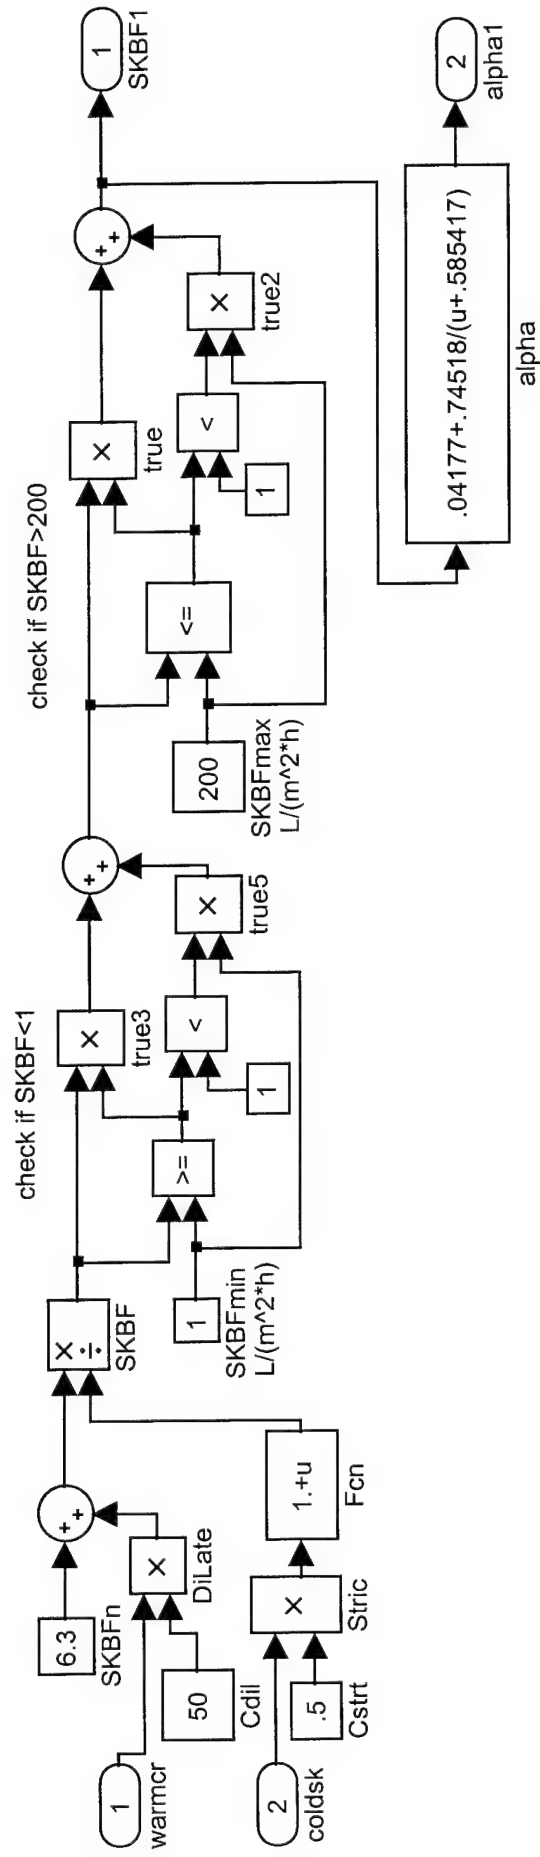 1
warmcr
2
coldsk
6.3
SKBFn
50
Cdil
.5
Cstrt
×
DiLate
×
Stric
+
+
1.+u
Fcn
×
÷
SKBF
1
SKBFmin
L/(m^2*h)
check if SKBF<1
>=
1
<
×
true3
×
true5
+
+
200
SKBFmax
L/(m^2*h)
check if SKBF>200
<=
1
<
×
true
×
true2
+
+
1
SKBF1
.04177+.74518/(u+.585417)
alpha
2
alpha1